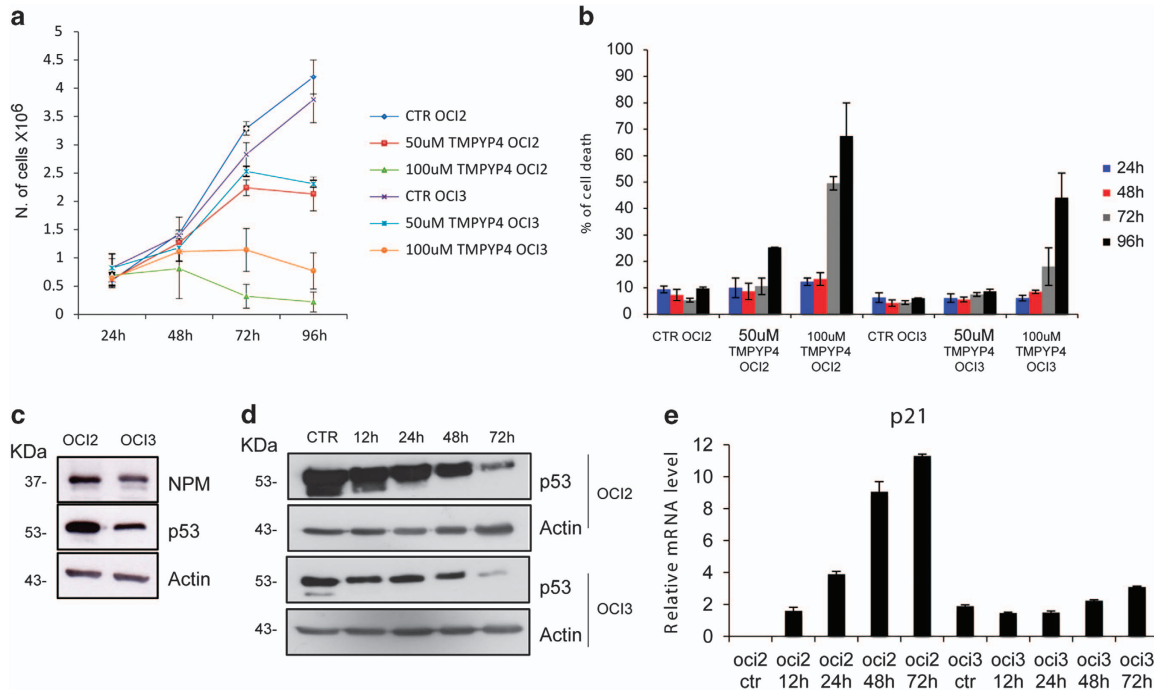 a
N. of cells X10⁶
4.5
4
3.5
3
2.5
2
1.5
1
0.5
0
24h 48h 72h 96h
CTR OCI2
50uM TMPYP4 OCI2
100uM TMPYP4 OCI2
CTR OCI3
50uM TMPYP4 OCI3
100uM TMPYP4 OCI3
b
% of cell death
100
90
80
70
60
50
40
30
20
10
0
CTR OCI2
50uM
TMPYP4
OCI2
100uM
TMPYP4
OCI2
CTR OCI3
50uM
TMPYP4
OCI3
100uM
TMPYP4
OCI3
24h
48h
72h
96h
c
KDa
OCI2 OCI3
37- NPM
53- p53
43- Actin
d
KDa
CTR 12h 24h 48h 72h
53- p53
43- Actin
OCI2
53- p53
43- Actin
OCI3
e
p21
Relative mRNA level
12
10
8
6
4
2
0
oci2
ctr
oci2
12h
oci2
24h
oci2
48h
oci2
72h
oci3
ctr
oci3
12h
oci3
24h
oci3
48h
oci3
72h